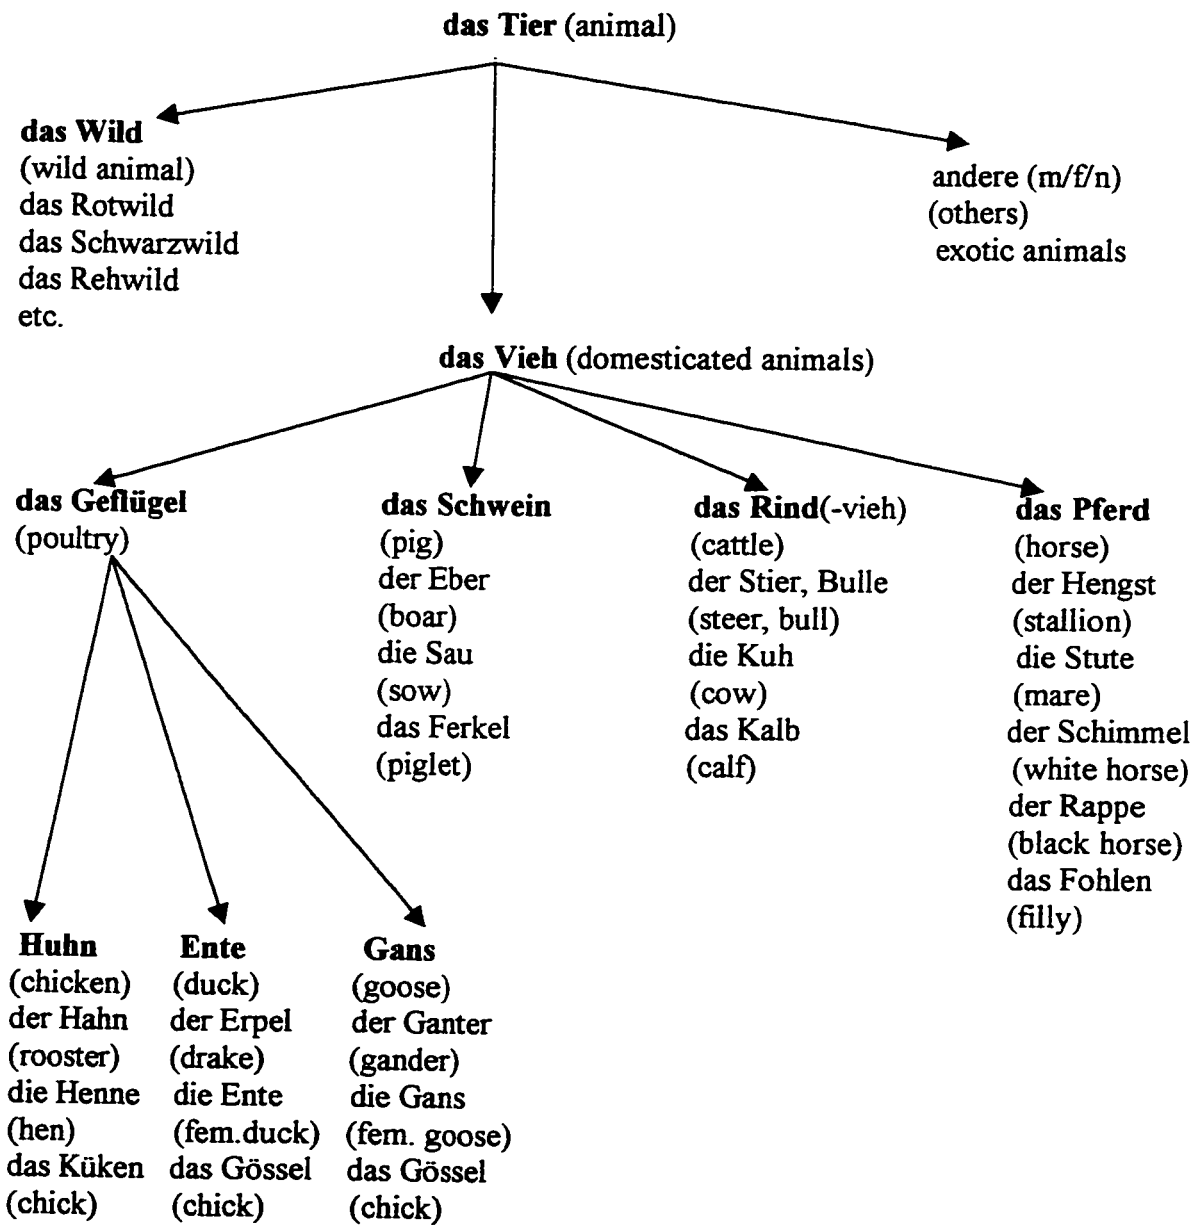 das Tier (animal)
das Wild
(wild animal)
das Rotwild
das Schwarzwild
das Rehwild
etc.
andere (m/f/n)
(others)
exotic animals
das Vieh (domesticated animals)
das Geflügel
(poultry)
das Schwein
(pig)
der Eber
(boar)
die Sau
(sow)
das Ferkel
(piglet)
das Rind(-vieh)
(cattle)
der Stier, Bulle
(steer, bull)
die Kuh
(cow)
das Kalb
(calf)
das Pferd
(horse)
der Hengst
(stallion)
die Stute
(mare)
der Schimmel
(white horse)
der Rappe
(black horse)
das Fohlen
(filly)
Huhn
(chicken)
der Hahn
(rooster)
die Henne
(hen)
das Küken
(chick)
Ente
(duck)
der Erpel
(drake)
die Ente
(fem.duck)
das Gössel
(chick)
Gans
(goose)
der Ganter
(gander)
die Gans
(fem. goose)
das Gössel
(chick)